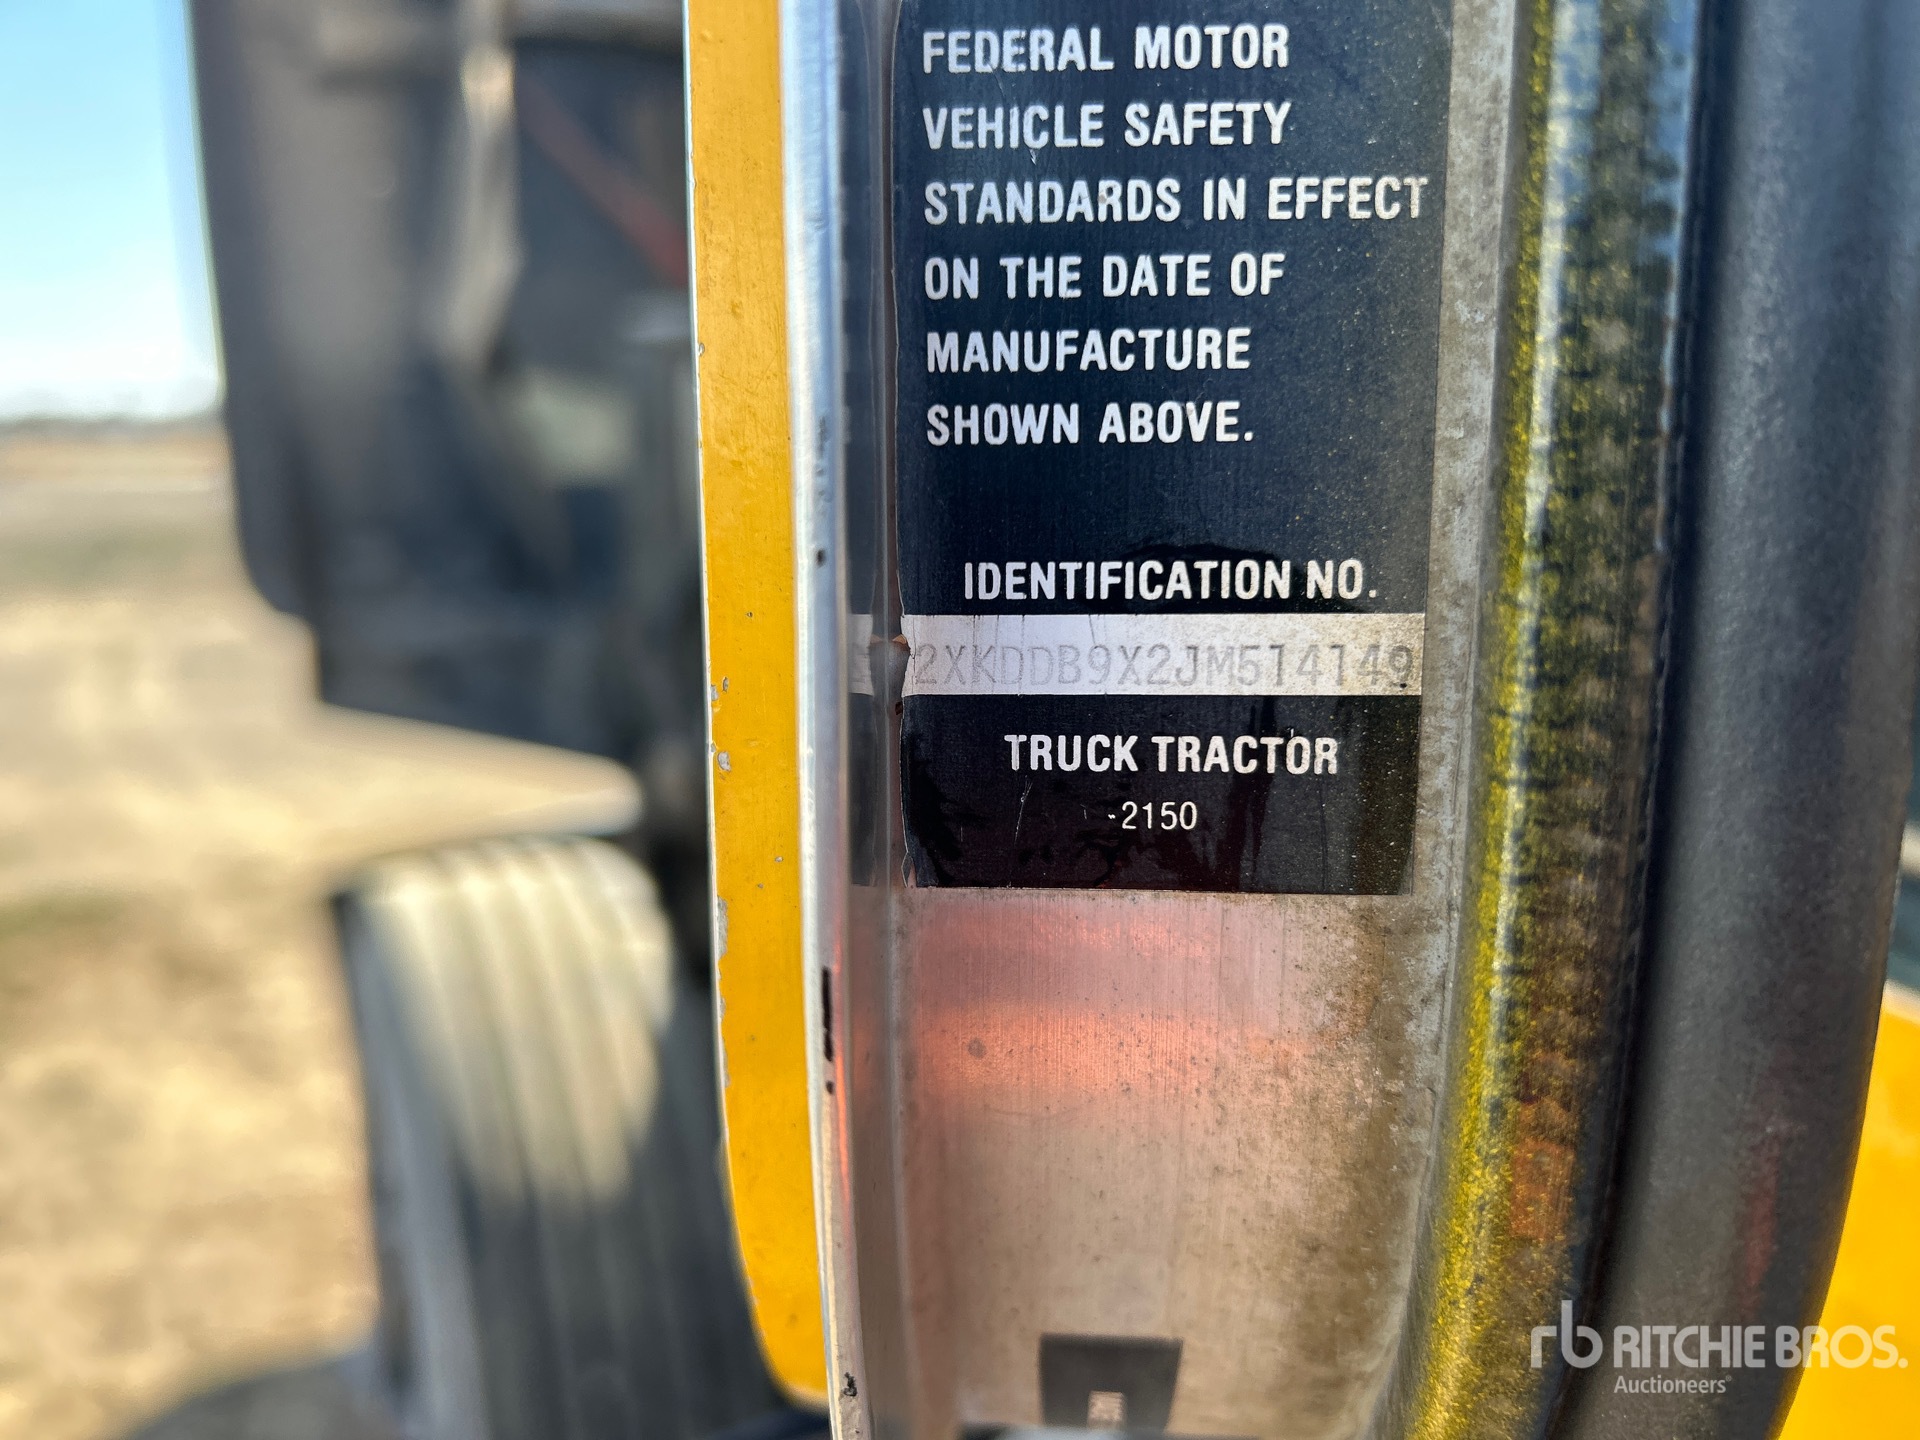 FEDERAL MOTOR
VEHICLE SAFETY
STANDARDS IN EFFECT
ON THE DATE OF
MANUFACTURE
SHOWN ABOVE.
IDENTIFICATION NO.
2XKDDB9X2JM514149
TRUCK TRACTOR
-2150
rb RITCHIE BROS.
Auctioneers